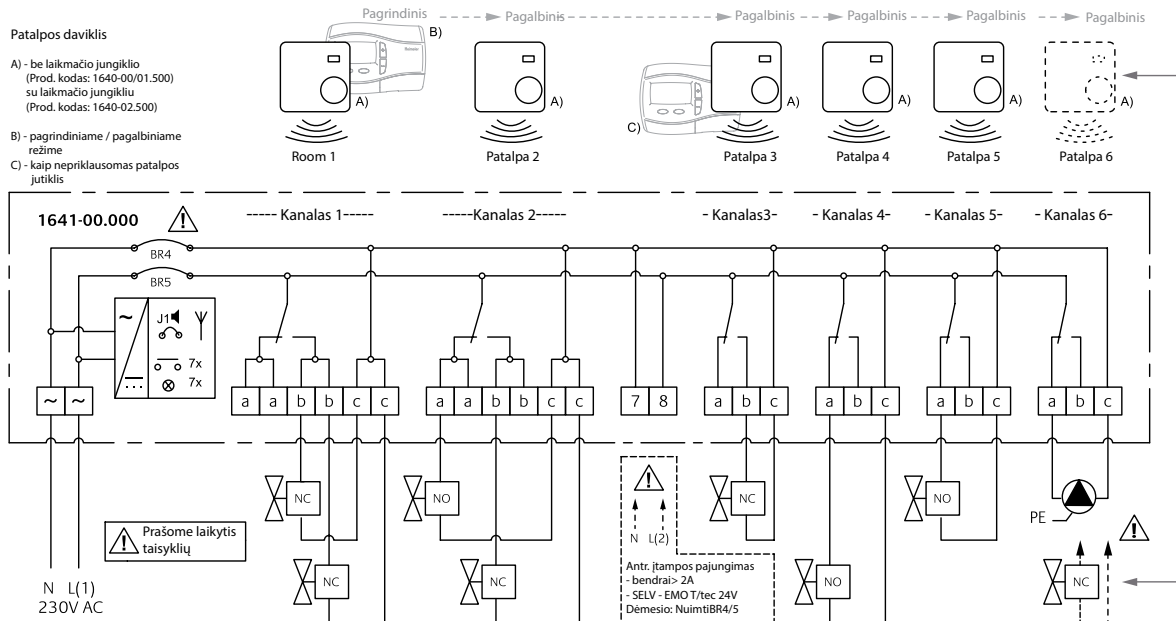 Pagrindinis Pagalbinis Pagalbinis Pagalbinis Pagalbinis Pagalbinis
Patalpos daviklis
A) - be laikmačio jungiklio
(Prod. kodas: 1640-00/01.500)
su laikmačio jungikliu
(Prod. kodas: 1640-02.500)
B) - pagrindiniame / pagalbiniame
režime
C) - kaip nepriklausomas patalpos
jutiklis
B)
A) A) A) A) A) A)
C)
Room 1 Patalpa 2 Patalpa 3 Patalpa 4 Patalpa 5 Patalpa 6
1641-00.000
----- Kanalas 1----- -----Kanalas 2----- - Kanalas3- - Kanalas 4- - Kanalas 5- - Kanalas 6-
BR4
BR5
~ J1
7x
7x
~ ~ a a b b c c a a b b c c 7 8 a b c a b c a b c a b c
NC NO NC NO
PE
N L(2)
Prašome laikytis
taisyklių
Antr. įtampos pajungimas
- bendrai> 2A
- SELV - EMO T/tec 24V
Dėmesio: NuimtiBR4/5
NC NC NO NC
N L(1)
230V AC